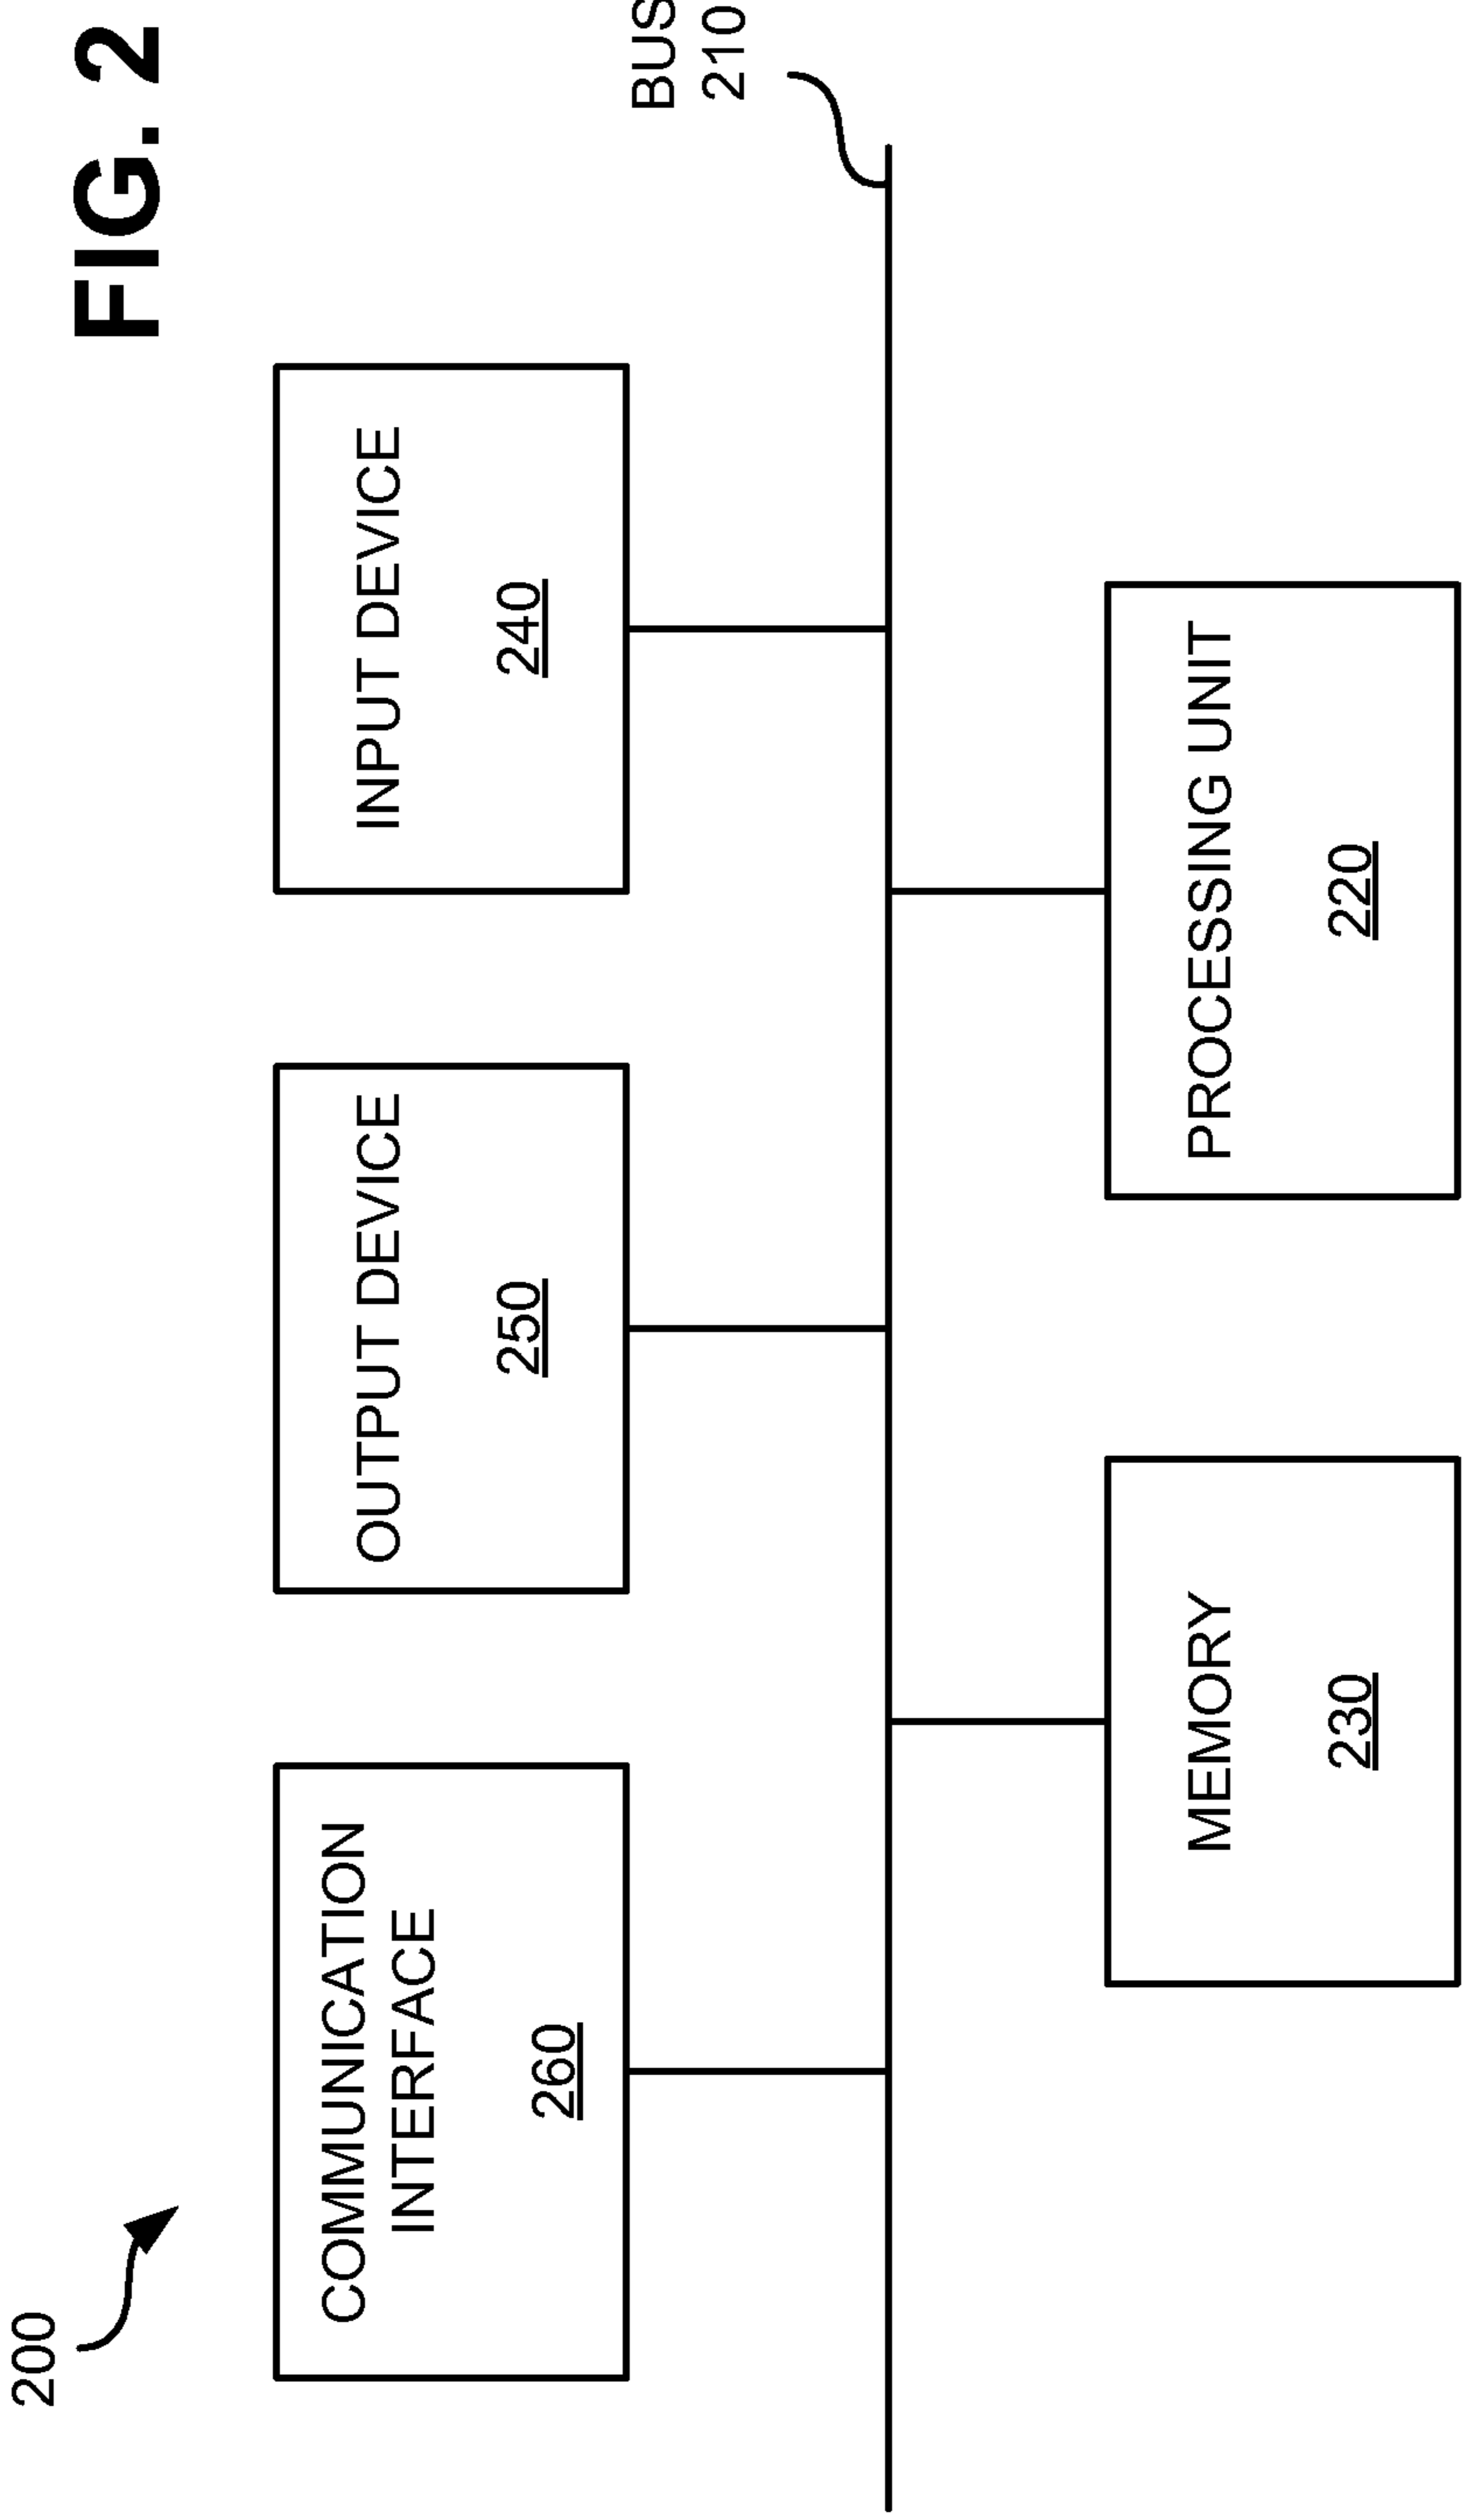 200
COMMUNICATION
INTERFACE
260
OUTPUT DEVICE
250
INPUT DEVICE
240
FIG. 2
BUS
210
MEMORY
230
PROCESSING UNIT
220